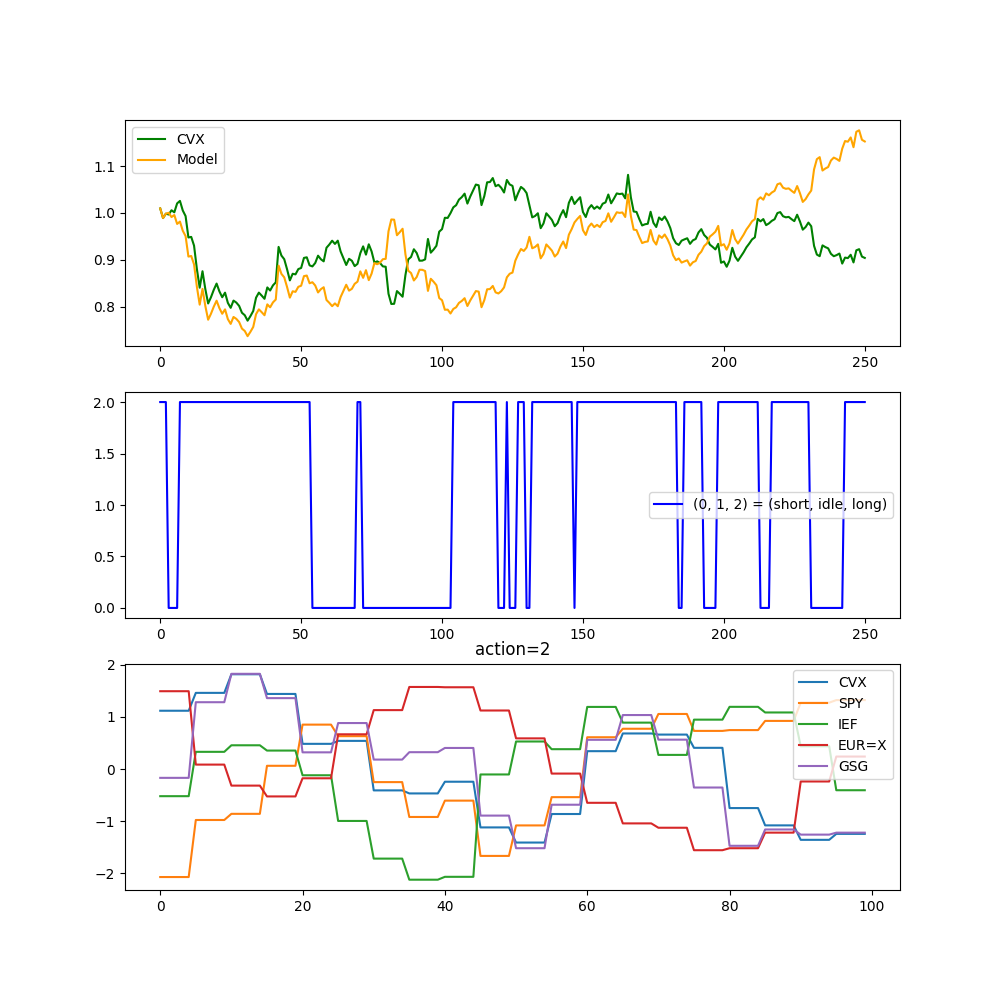 CVX
Model
1.1
1.0
0.9
0.8
0 50 100 150 200 250
2.0
1.5
1.0
0.5
0.0
(0, 1, 2) = (short, idle, long)
0 50 100 150 200 250
action=2
2
1
0
−1
−2
CVX
SPY
IEF
EUR=X
GSG
0 20 40 60 80 100